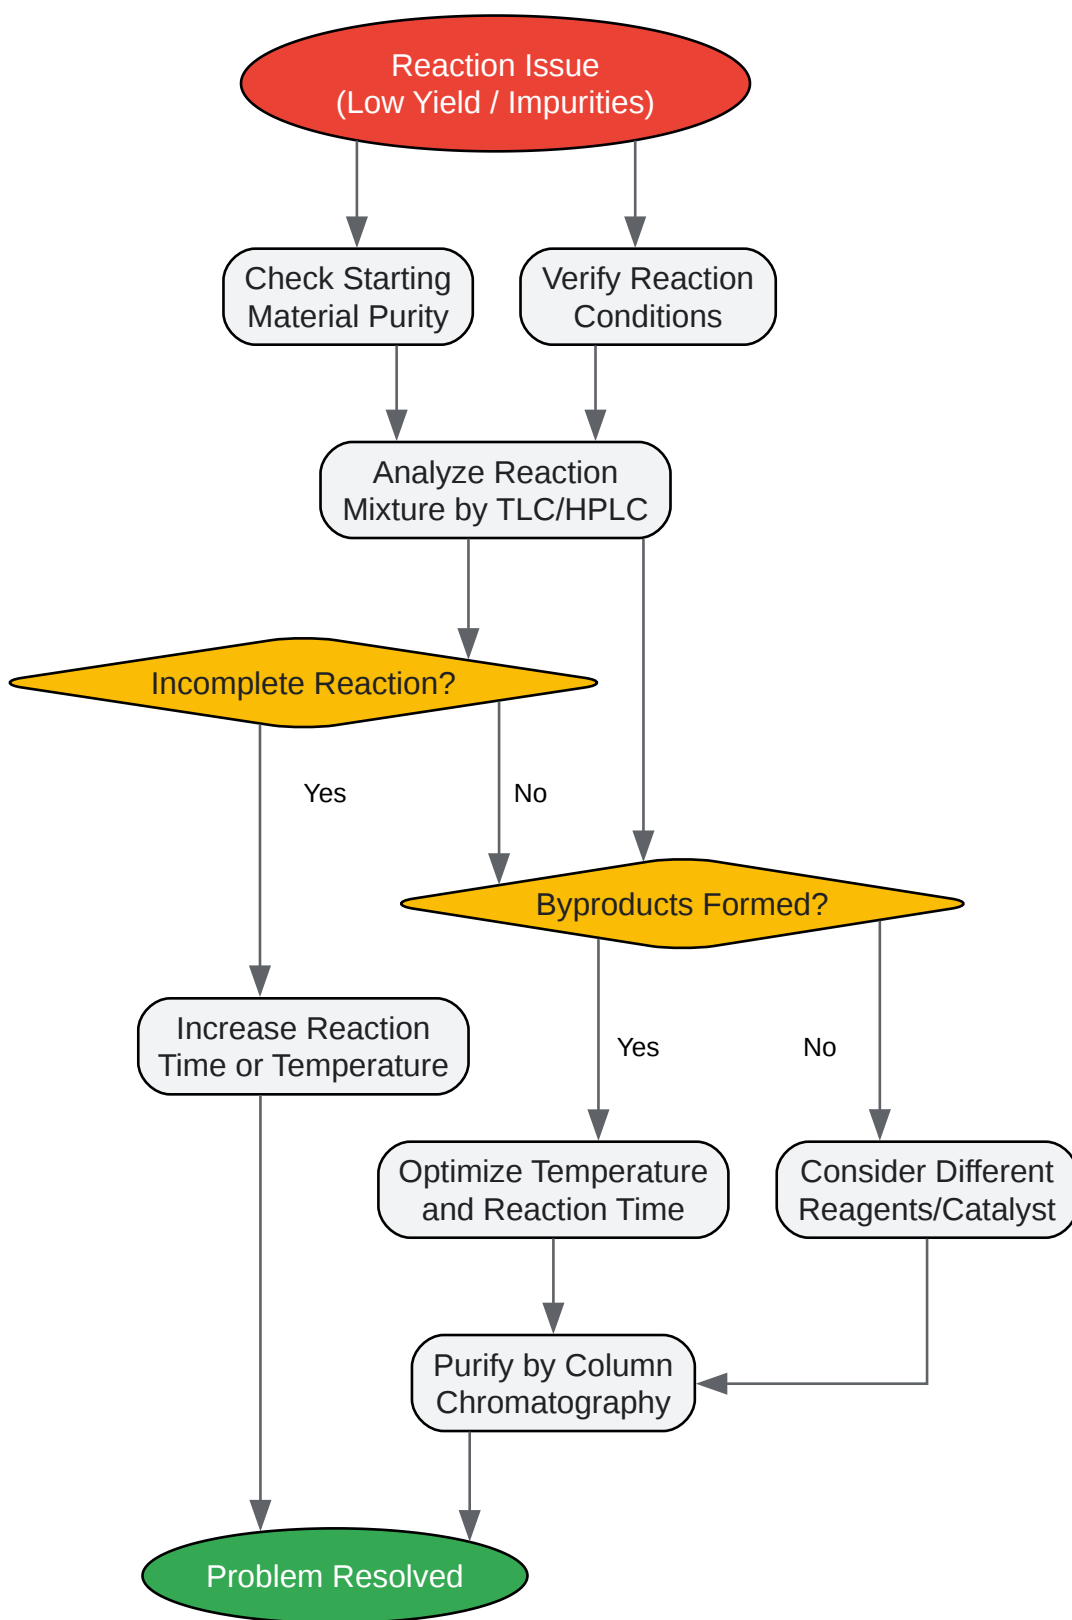 Reaction Issue
(Low Yield / Impurities)
Check Starting
Material Purity
Verify Reaction
Conditions
Analyze Reaction
Mixture by TLC/HPLC
Incomplete Reaction?
Yes
No
Byproducts Formed?
Increase Reaction
Time or Temperature
Yes
No
Optimize Temperature
and Reaction Time
Consider Different
Reagents/Catalyst
Purify by Column
Chromatography
Problem Resolved